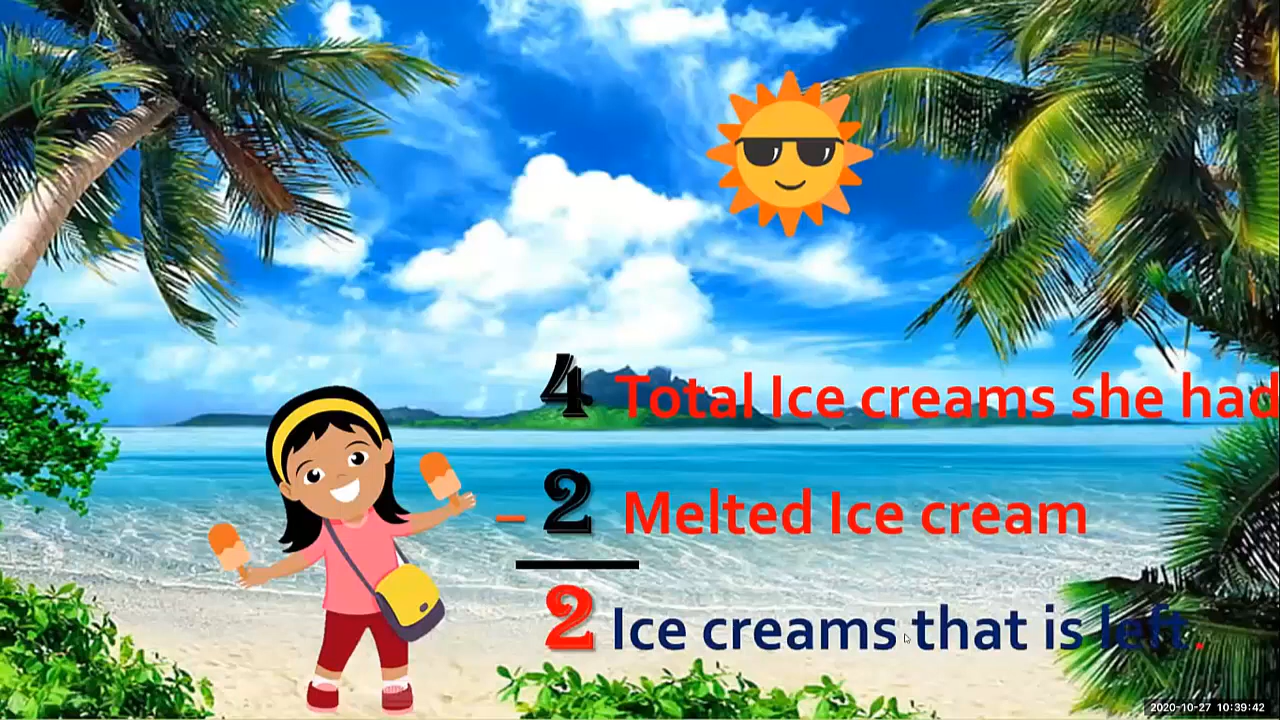 4 Total Ice creams she had
- 2 Melted Ice cream
2 Ice creams that is left.
2020-10-27 10:39:42